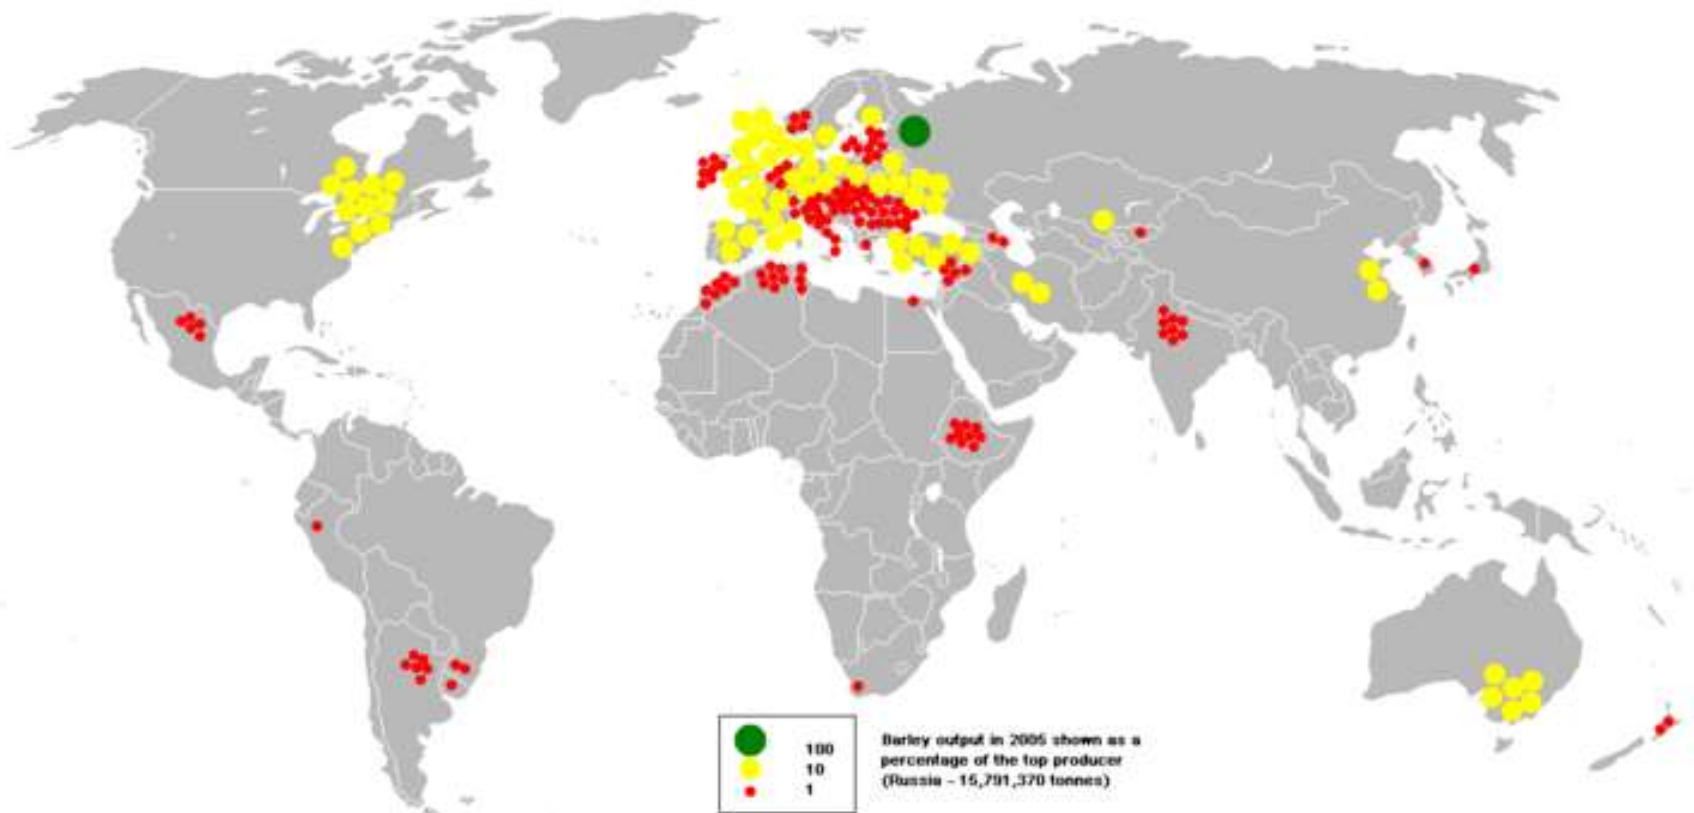 100
10
1
Barley output in 2005 shown as a
percentage of the top producer
(Russia - 15,791,370 tonnes)